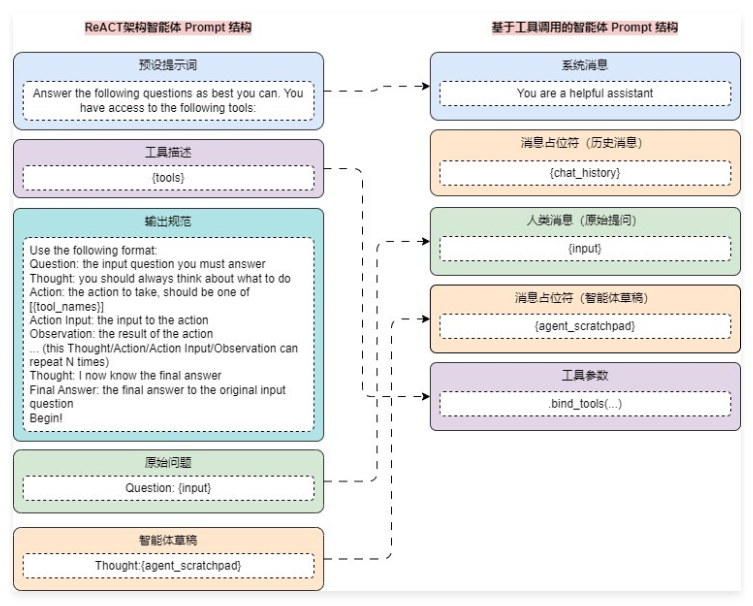 ReACT架构智能体 Prompt 结构
预设提示词
Answer the following questions as best you can. You
have access to the following tools:
工具描述
{tools}
输出规范
Use the following format:
Question: the input question you must answer
Thought: you should always think about what to do
Action: the action to take, should be one of
[{tool_names}]
Action Input: the input to the action
Observation: the result of the action
... (this Thought/Action/Action Input/Observation can
repeat N times)
Thought: I now know the final answer
Final Answer: the final answer to the original input
question
Begin!
原始问题
Question: {input}
智能体草稿
Thought:{agent_scratchpad}
基于工具调用的智能体 Prompt 结构
系统消息
You are a helpful assistant
消息占位符（历史消息）
{chat_history}
人类消息（原始提问）
{input}
消息占位符（智能体草稿）
{agent_scratchpad}
工具参数
.bind_tools(...)